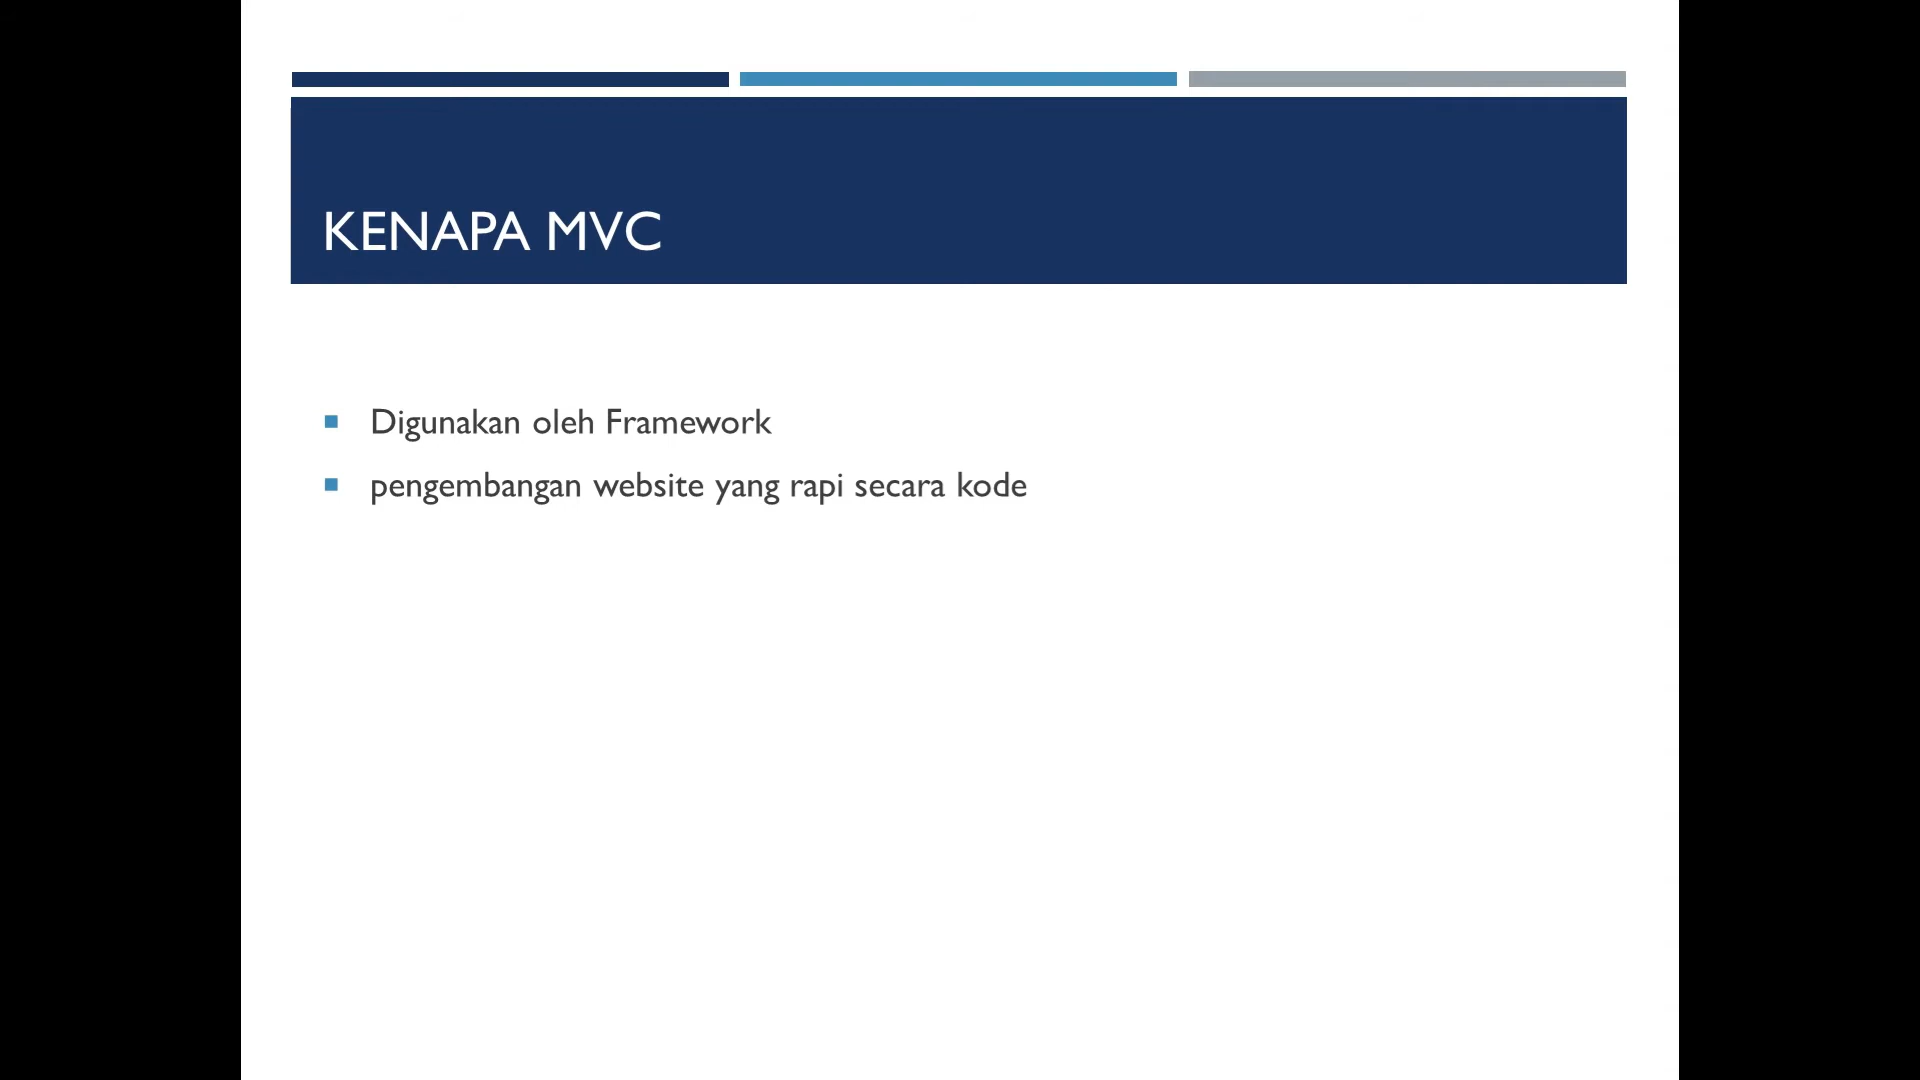 KENAPA MVC
Digunakan oleh Framework
pengembangan website yang rapi secara kode